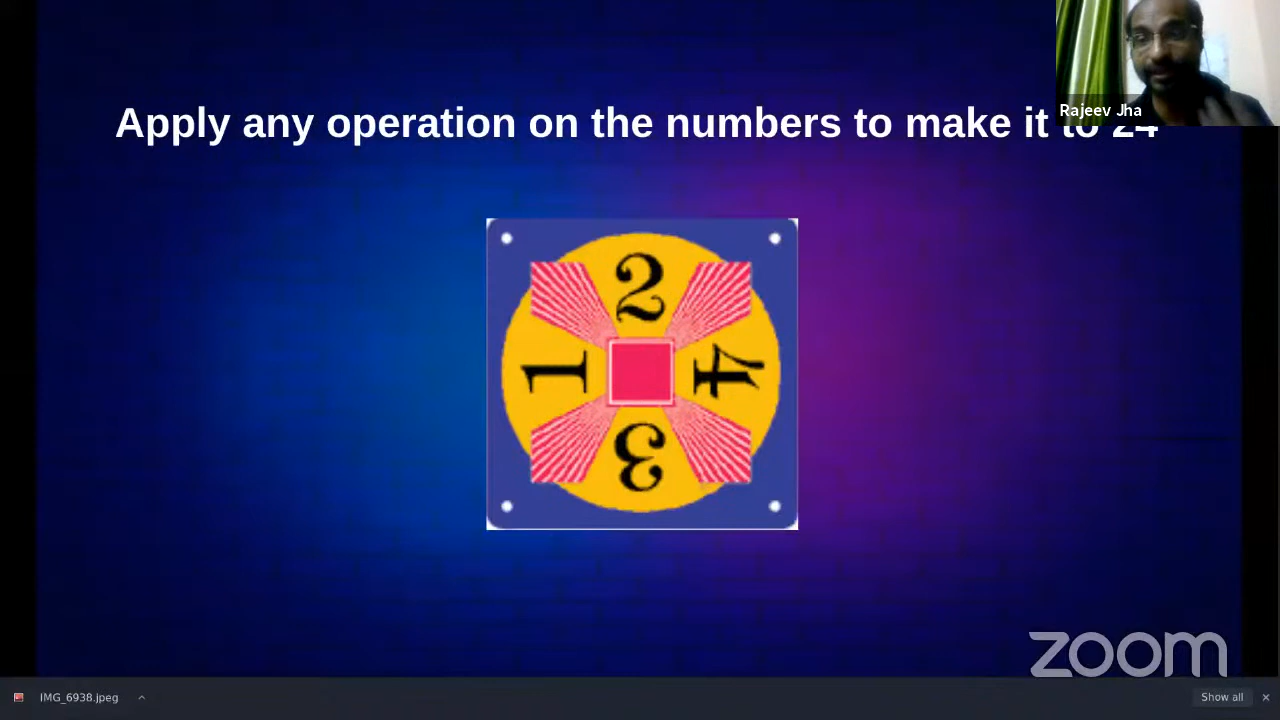 Apply any operation on the numbers to make it to 24
Rajeev Jha
2
1
4
3
zoom
IMG_6938.jpeg
Show all